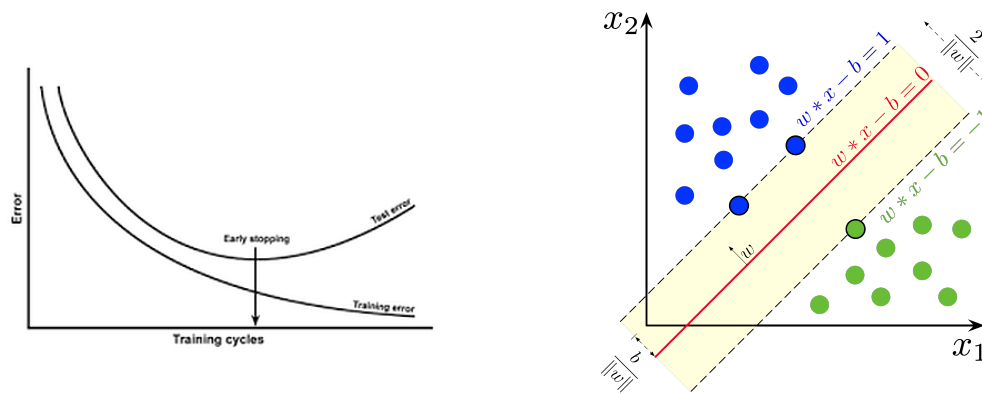 Error
Test error
Early stopping
Training error
Training cycles
x₂
w * x − b = 1
w * x − b = 0
w * x − b = −1
2
‖w‖
w
b
‖w‖
x₁